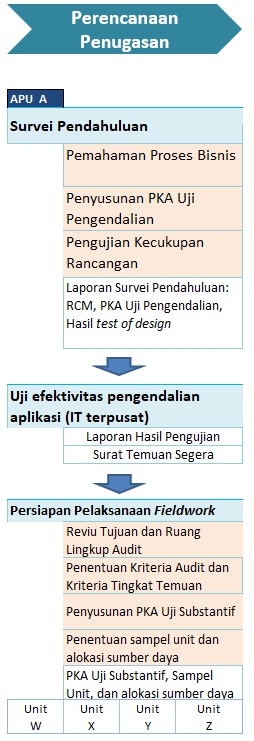 Perencanaan
Penugasan
APU A
Survei Pendahuluan
Pemahaman Proses Bisnis
Penyusunan PKA Uji
Pengendalian
Pengujian Kecukupan
Rancangan
Laporan Survei Pendahuluan:
RCM, PKA Uji Pengendalian,
Hasil test of design
Uji efektivitas pengendalian
aplikasi (IT terpusat)
Laporan Hasil Pengujian
Surat Temuan Segera
Persiapan Pelaksanaan Fieldwork
Reviu Tujuan dan Ruang
Lingkup Audit
Penentuan Kriteria Audit dan
Kriteria Tingkat Temuan
Penyusunan PKA Uji Substantif
Penentuan sampel unit dan
alokasi sumber daya
PKA Uji Substantif, Sampel
Unit, dan alokasi sumber daya
Unit Unit Unit Unit
W X Y Z